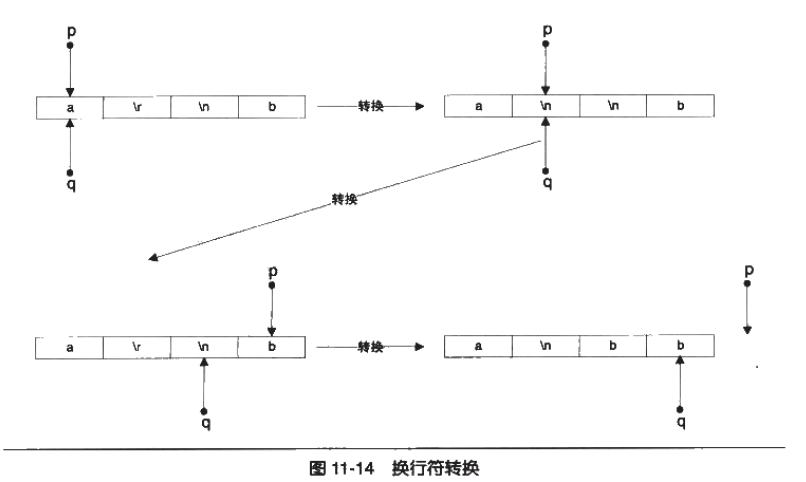 p p
a \r \n b 转换 a \n \n b
q q
转换
p p
a \r \n b 转换 a \n b b
q q
图 11-14 换行符转换